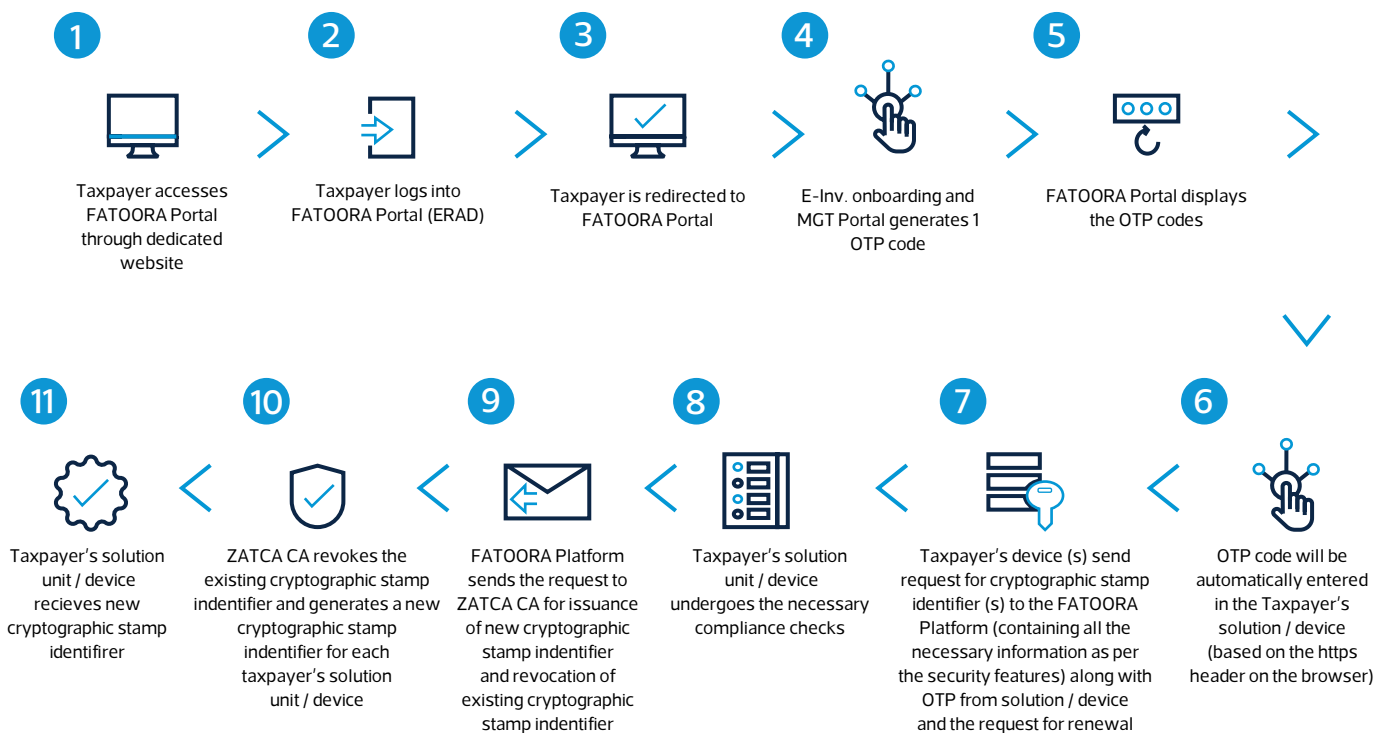 1
Taxpayer accesses
FATOORA Portal
through dedicated
website
2
Taxpayer logs into
FATOORA Portal (ERAD)
3
Taxpayer is redirected to
FATOORA Portal
4
E-Inv. onboarding and
MGT Portal generates 1
OTP code
5
FATOORA Portal displays
the OTP codes
6
OTP code will be
automatically entered
in the Taxpayer's
solution / device
(based on the https
header on the browser)
7
Taxpayer's device (s) send
request for cryptographic stamp
identifier (s) to the FATOORA
Platform (containing all the
necessary information as per
the security features) along with
OTP from solution / device
and the request for renewal
8
Taxpayer's solution
unit / device
undergoes the necessary
compliance checks
9
FATOORA Platform
sends the request to
ZATCA CA for issuance
of new cryptographic
stamp indentifier
and revocation of
existing cryptographic
stamp indentifier
10
ZATCA CA revokes the
existing cryptographic stamp
indentifier and generates a new
cryptographic stamp
indentifier for each
taxpayer's solution
unit / device
11
Taxpayer's solution
unit / device
recieves new
cryptographic stamp
identifirer